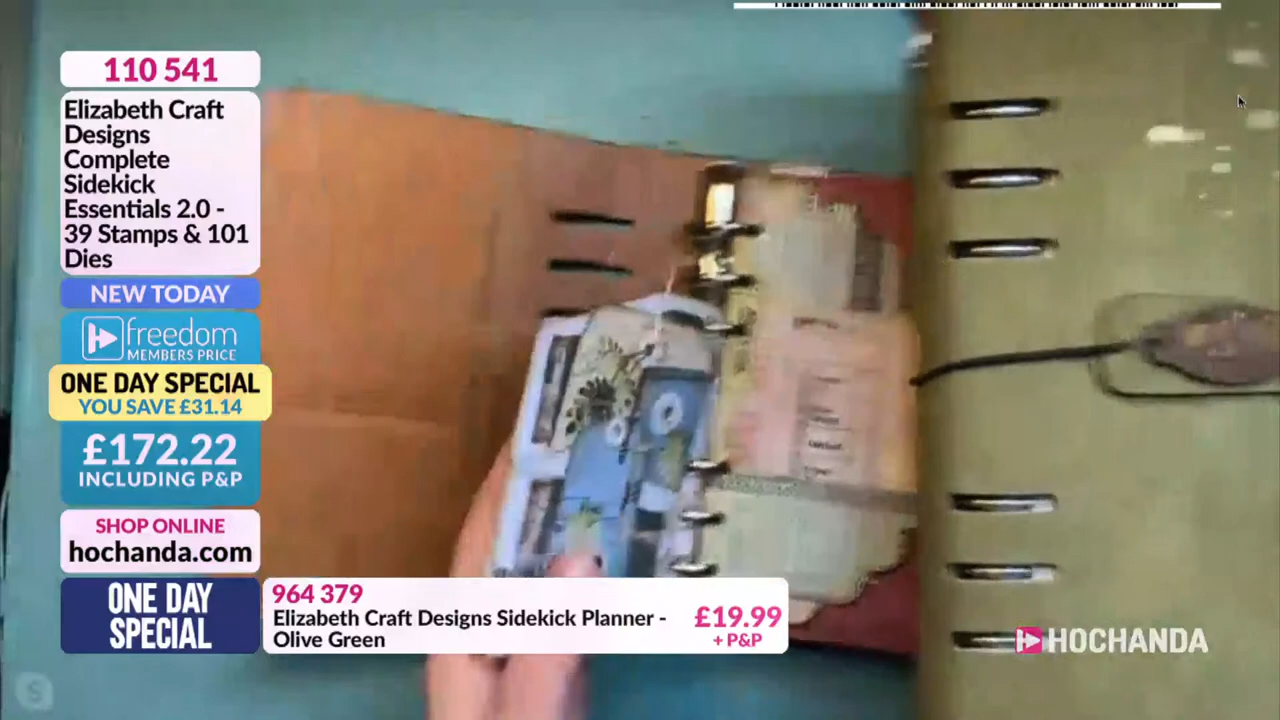 110 541
Elizabeth Craft
Designs
Complete
Sidekick
Essentials 2.0 -
39 Stamps & 101
Dies
NEW TODAY
freedom
MEMBERS PRICE
ONE DAY SPECIAL
YOU SAVE £31.14
£172.22
INCLUDING P&P
SHOP ONLINE
hochanda.com
ONE DAY
SPECIAL
964 379
Elizabeth Craft Designs Sidekick Planner -
Olive Green
£19.99
+ P&P
HOCHANDA